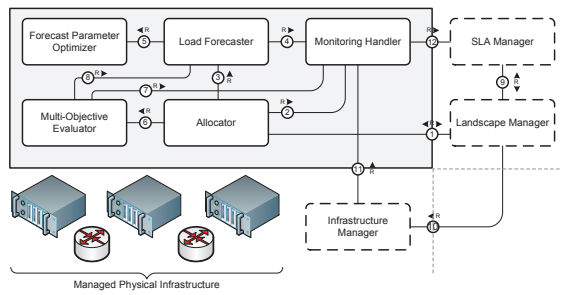 Forecast Parameter
Optimizer
R
5
Load Forecaster
4
R
Monitoring Handler
R
12
SLA Manager
R
8
R
7
3
R
R
2
9
R
Multi-Objective
Evaluator
R
6
Allocator
R
1
Landscape Manager
11
R
Infrastructure
Manager
R
10
Managed Physical Infrastructure